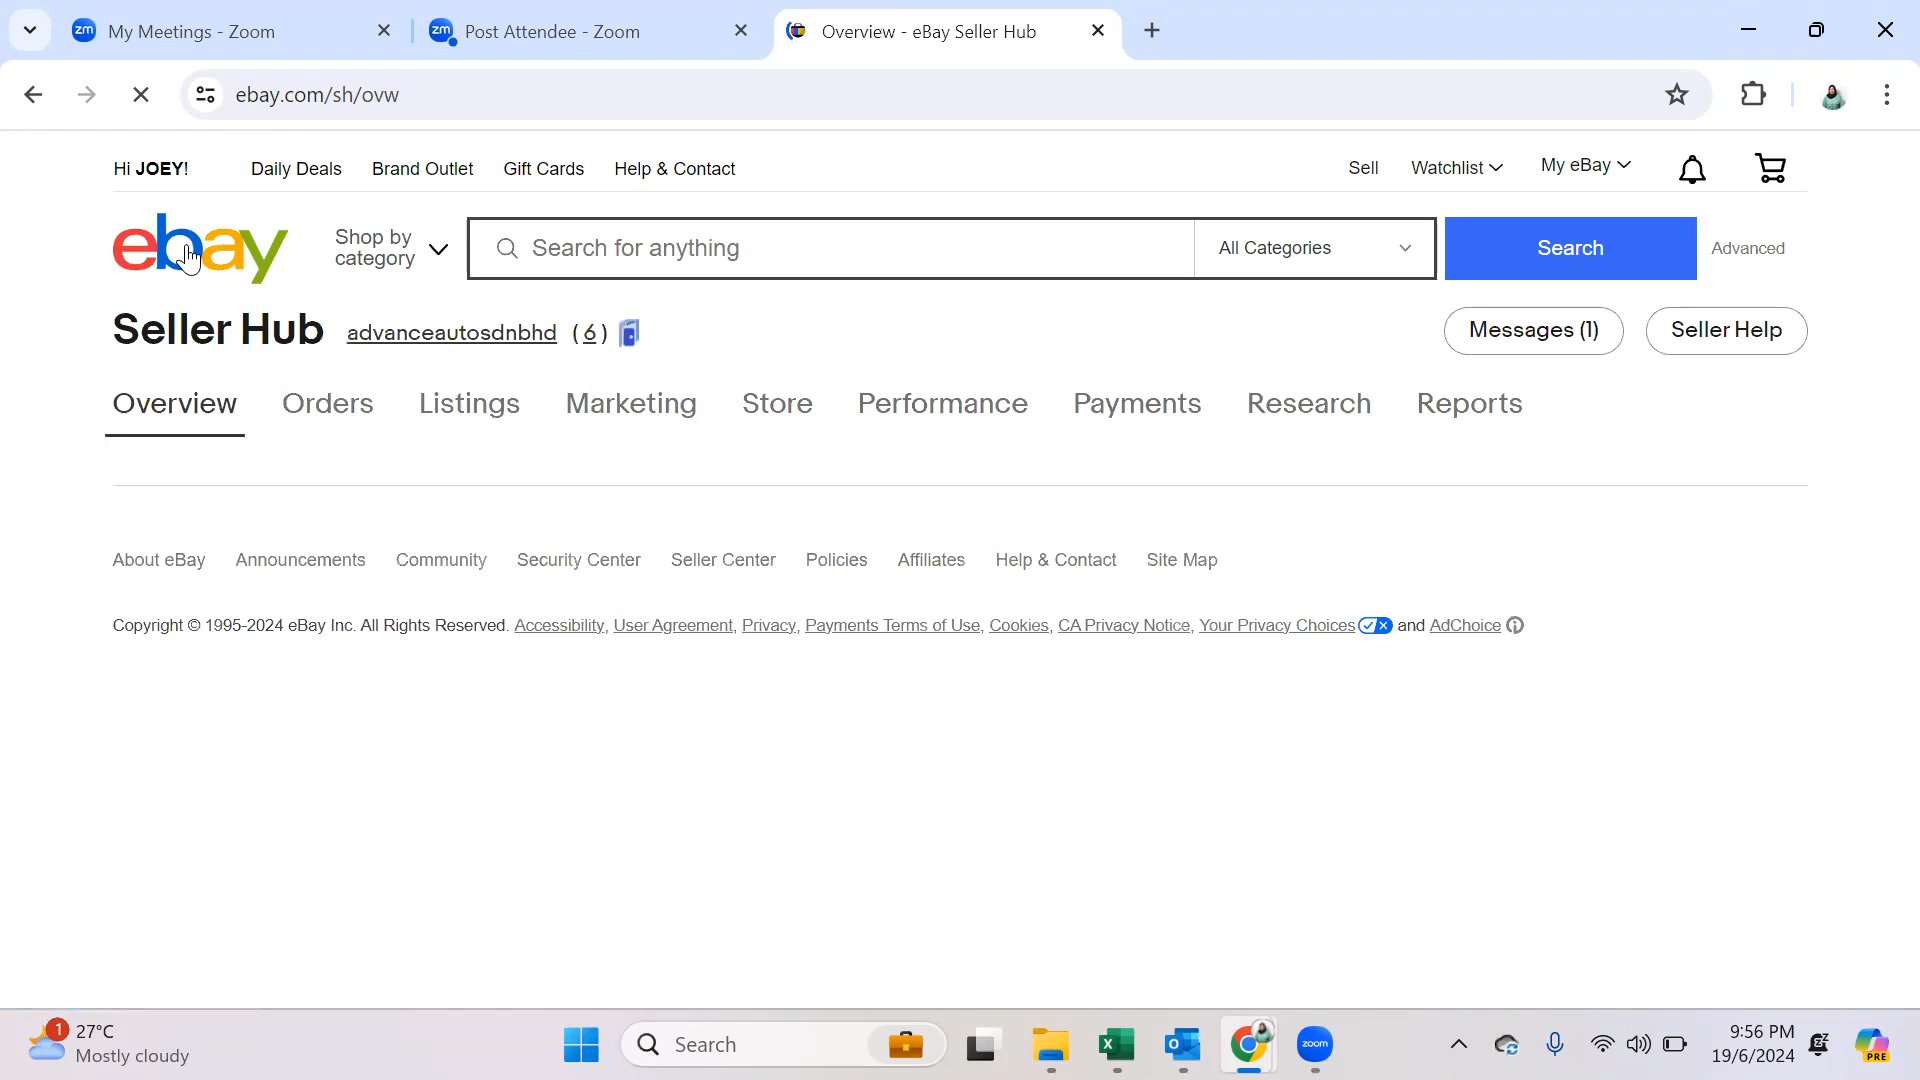 My Meetings - Zoom
Post Attendee - Zoom
Overview - eBay Seller Hub
ebay.com/sh/ovw
Hi JOEY! Daily Deals Brand Outlet Gift Cards Help & Contact Sell Watchlist My eBay
ebay Shop by category Search for anything All Categories Search Advanced
Seller Hub advanceautosdnbhd (6) Messages (1) Seller Help
Overview Orders Listings Marketing Store Performance Payments Research Reports
About eBay Announcements Community Security Center Seller Center Policies Affiliates Help & Contact Site Map
Copyright © 1995-2024 eBay Inc. All Rights Reserved. Accessibility, User Agreement, Privacy, Payments Terms of Use, Cookies, CA Privacy Notice, Your Privacy Choices and AdChoice
1 27°C
Mostly cloudy
Search
zoom
9:56 PM
19/6/2024
PRE